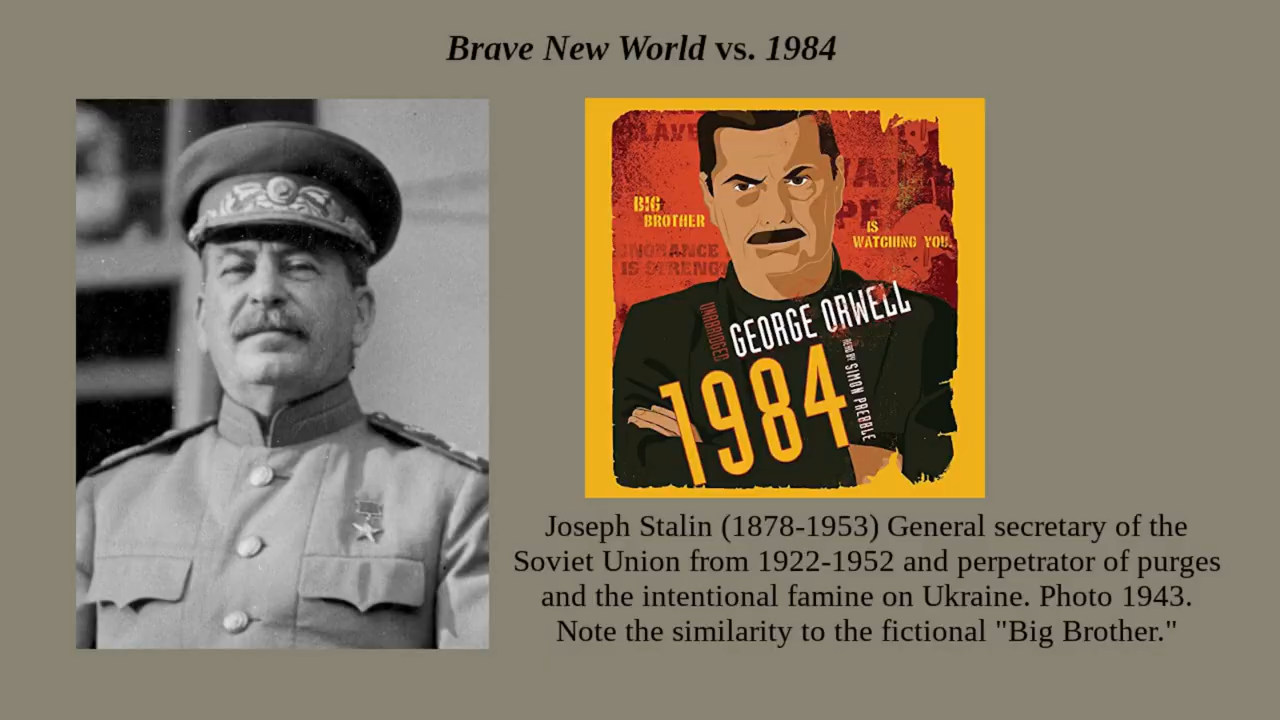 Brave New World vs. 1984
SLAVE
BIG
BROTHER
IS
WATCHING YOU.
IGNORANCE
IS STRENGT
UNABRIDGED
GEORGE ORWELL
1984
READ BY SIMON PREBBLE
Joseph Stalin (1878-1953) General secretary of the
Soviet Union from 1922-1952 and perpetrator of purges
and the intentional famine on Ukraine. Photo 1943.
Note the similarity to the fictional "Big Brother."